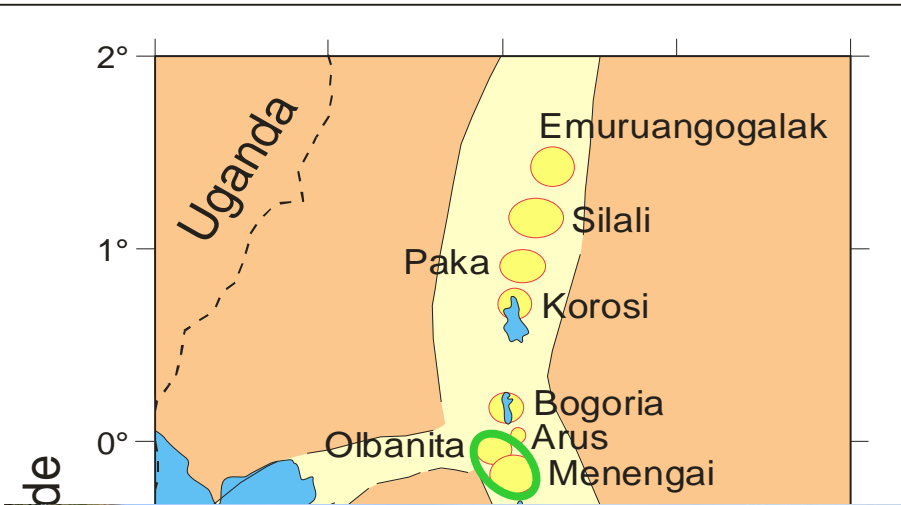 2°
Emuruangogalak
Uganda
Silali
1°
Paka
Korosi
Bogoria
Arus
0°
Olbanita
Menengai
de